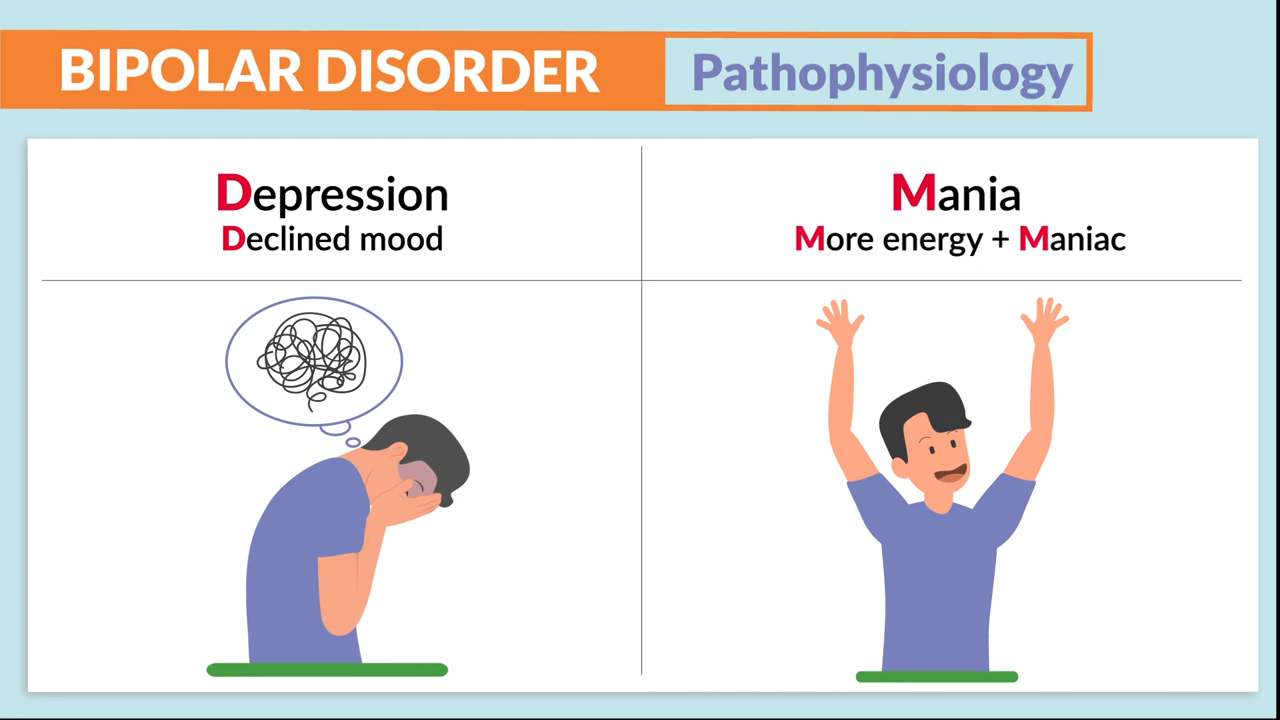 BIPOLAR DISORDER
Pathophysiology
Depression
Declined mood
Mania
More energy + Maniac